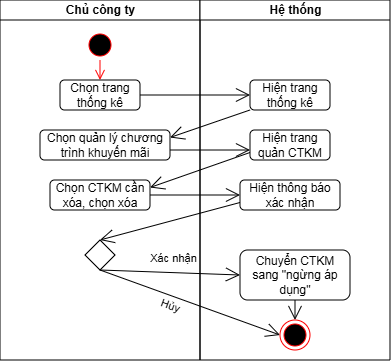 Chủ công ty
Hệ thống
Chọn trang
thống kê
Hiện trang
thống kê
Chọn quản lý chương
trình khuyến mãi
Hiện trang
quản CTKM
Chọn CTKM cần
xóa, chọn xóa
Hiện thông báo
xác nhận
Xác nhận
Chuyển CTKM
sang "ngừng áp
dụng"
Hủy